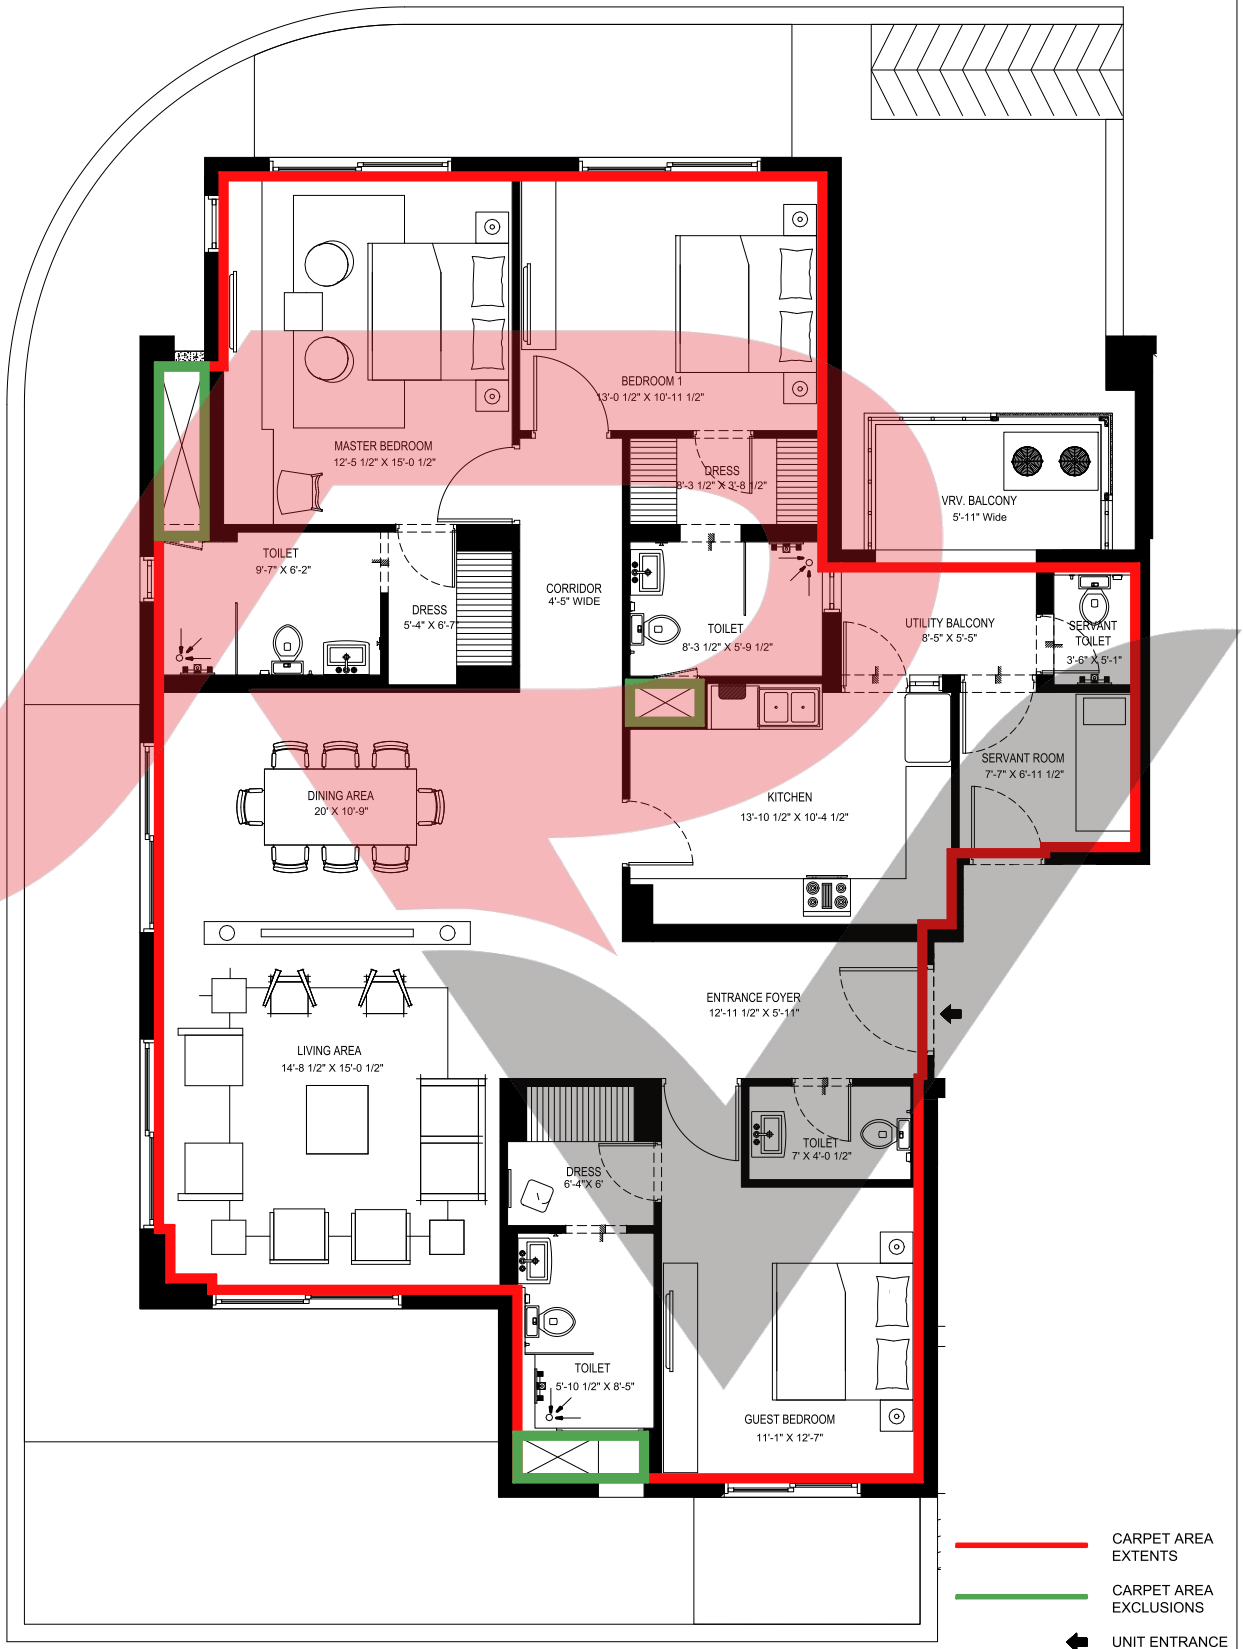 BEDROOM 1
13'-0 1/2" X 10'-11 1/2"
MASTER BEDROOM
12'-5 1/2" X 15'-0 1/2"
DRESS
8'-3 1/2" X 3'-8 1/2"
VRV. BALCONY
5'-11" Wide
TOILET
9'-7" X 6'-2"
CORRIDOR
4'-5" WIDE
DRESS
5'-4" X 6'-7"
TOILET
8'-3 1/2" X 5'-9 1/2"
UTILITY BALCONY
8'-5" X 5'-5"
SERVANT
TOILET
3'-6" X 5'-1"
SERVANT ROOM
7'-7" X 6'-11 1/2"
DINING AREA
20' X 10'-9"
KITCHEN
13'-10 1/2" X 10'-4 1/2"
ENTRANCE FOYER
12'-11 1/2" X 5'-11"
LIVING AREA
14'-8 1/2" X 15'-0 1/2"
TOILET
7' X 4'-0 1/2"
DRESS
6'-4"X 6'
TOILET
5'-10 1/2" X 8'-5"
GUEST BEDROOM
11'-1" X 12'-7"
CARPET AREA
EXTENTS
CARPET AREA
EXCLUSIONS
UNIT ENTRANCE